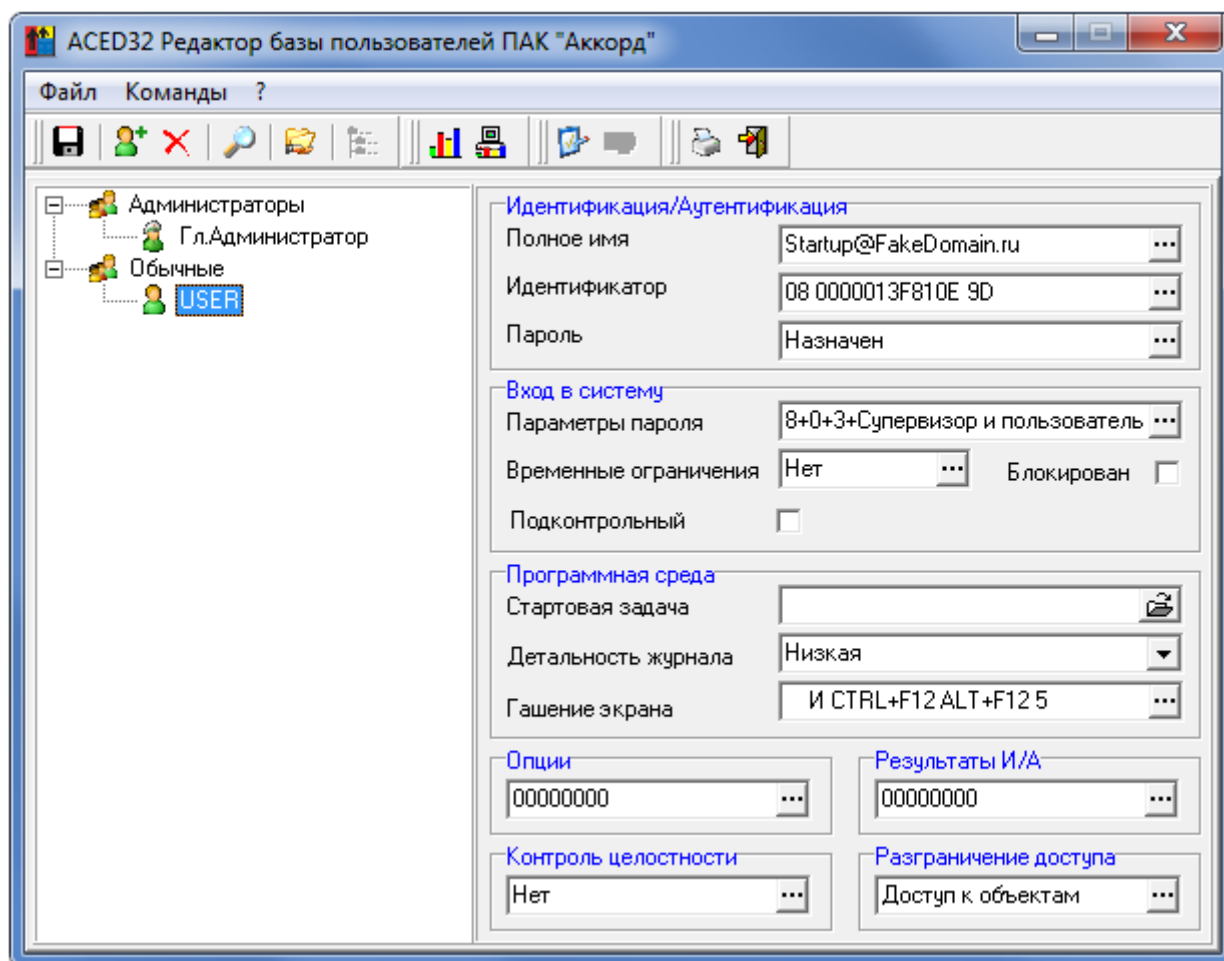 ACED32 Редактор базы пользователей ПАК "Аккорд"
Файл Команды ?
Администраторы
Гл.Администратор
Обычные
USER
Идентификация/Аутентификация
Полное имя Startup@FakeDomain.ru ...
Идентификатор 08 0000013F810E 9D ...
Пароль Назначен ...
Вход в систему
Параметры пароля 8+0+3+Супервизор и пользователь ...
Временные ограничения Нет ... Блокирован
Подконтрольный
Программная среда
Стартовая задача
Детальность журнала Низкая
Гашение экрана И CTRL+F12 ALT+F12 5 ...
Опции Результаты И/А
00000000 ... 00000000 ...
Контроль целостности Разграничение доступа
Нет ... Доступ к объектам ...